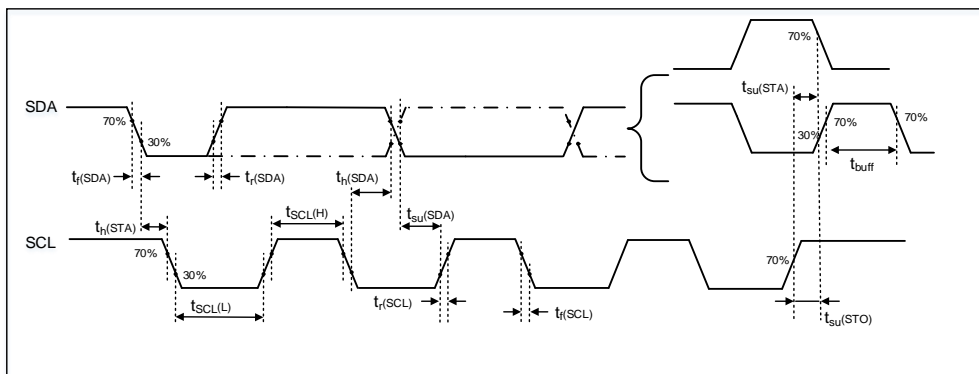 70%
t_su(STA)
SDA
70%
30%
30%
70%
70%
t_f(SDA)
t_r(SDA)
t_h(SDA)
t_buff
t_h(STA)
t_SCL(H)
t_su(SDA)
SCL
70%
30%
70%
t_SCL(L)
t_r(SCL)
t_f(SCL)
t_su(STO)